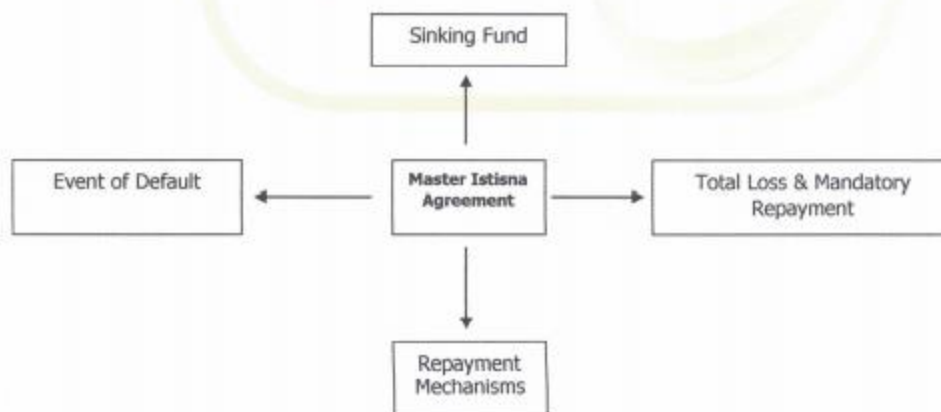 Sinking Fund
Event of Default
Master Istisna
Agreement
Total Loss & Mandatory
Repayment
Repayment
Mechanisms